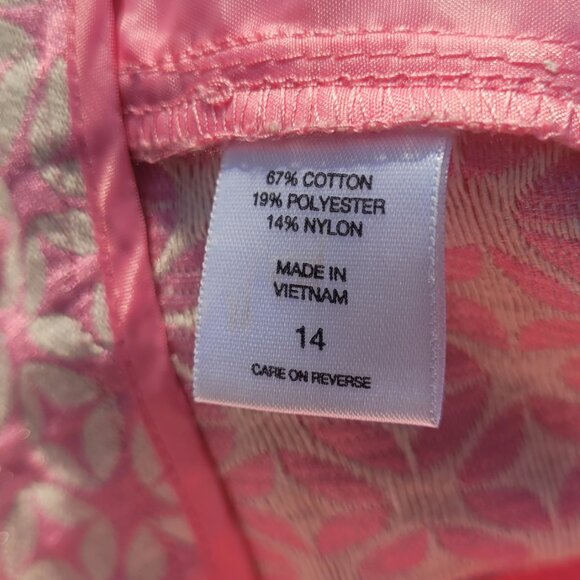 67% COTTON
19% POLYESTER
14% NYLON
MADE IN
VIETNAM
14
CARE ON REVERSE